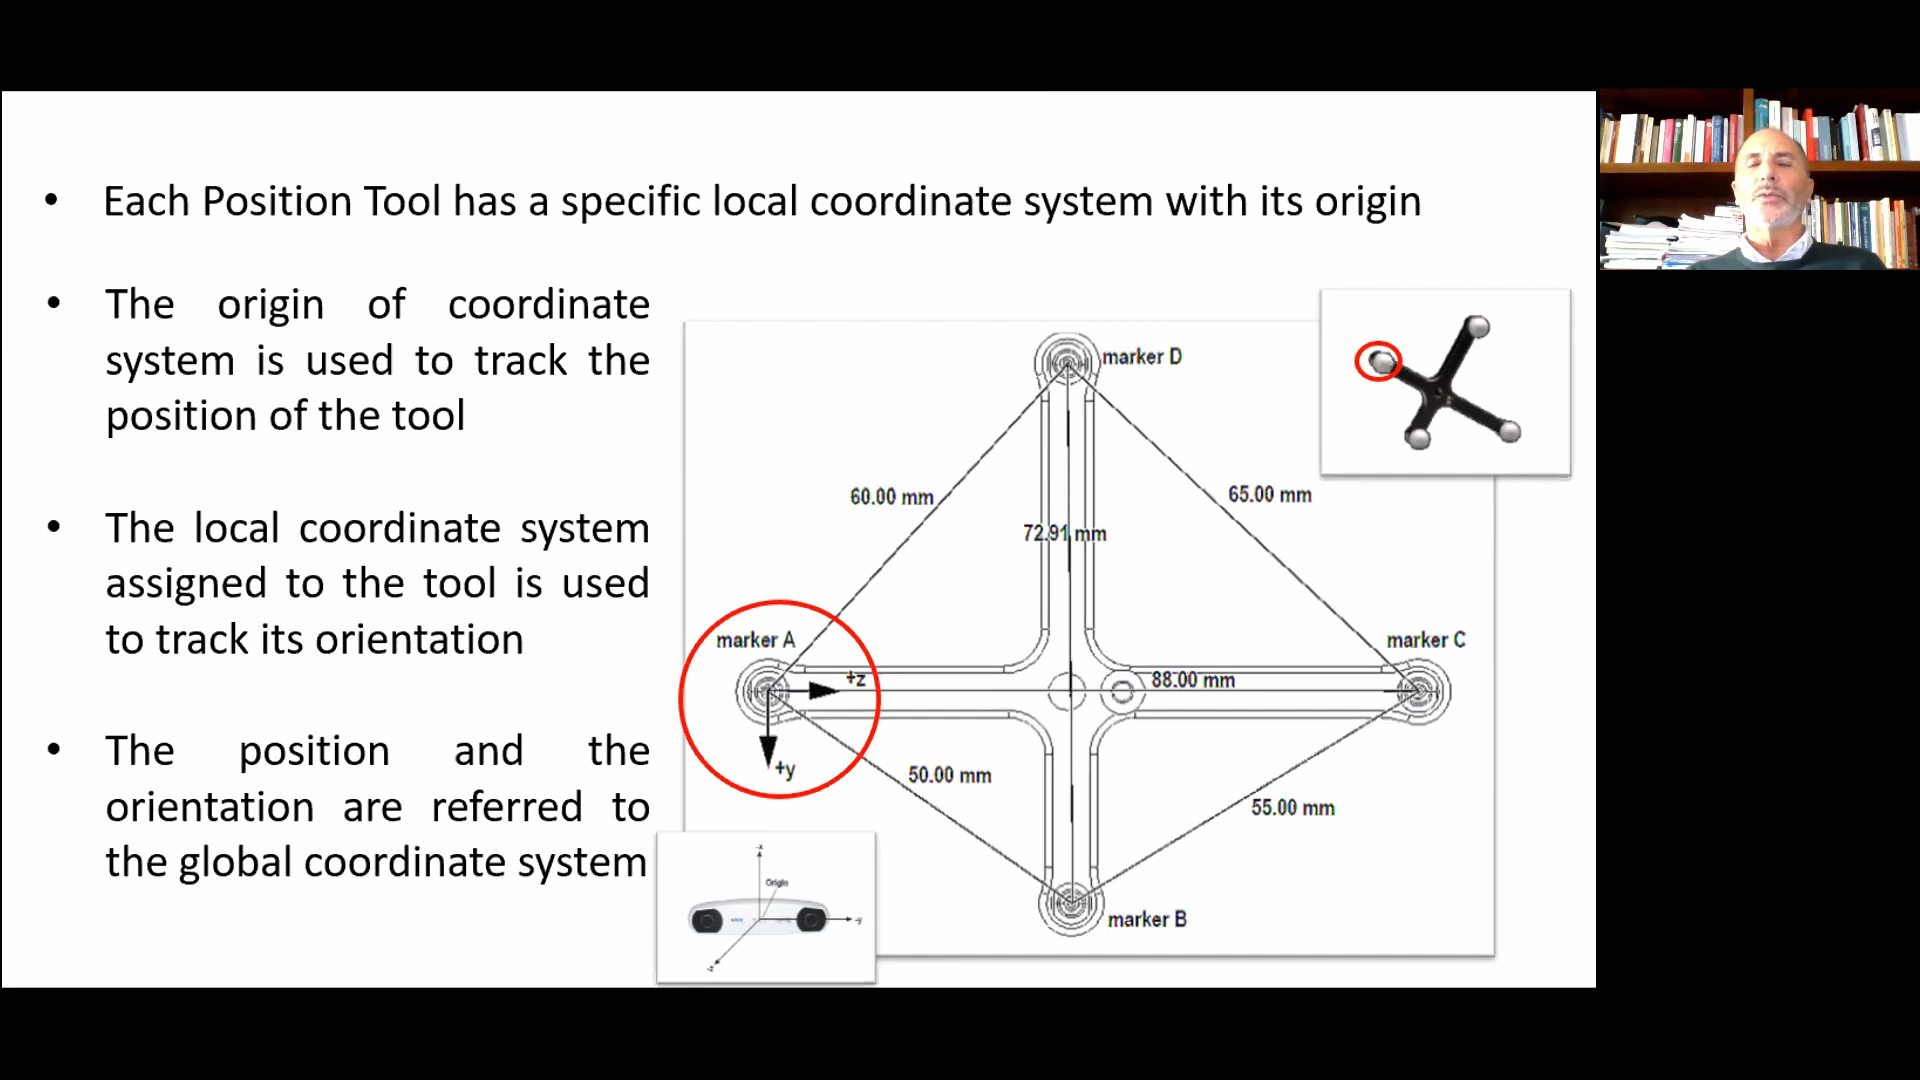 • Each Position Tool has a specific local coordinate system with its origin
• The origin of coordinate
system is used to track the
position of the tool
• The local coordinate system
assigned to the tool is used
to track its orientation
• The position and the
orientation are referred to
the global coordinate system
marker D
60.00 mm
65.00 mm
72.91 mm
marker A
marker C
+z
88.00 mm
+y
50.00 mm
55.00 mm
marker B
-x
Origin
-y
-z